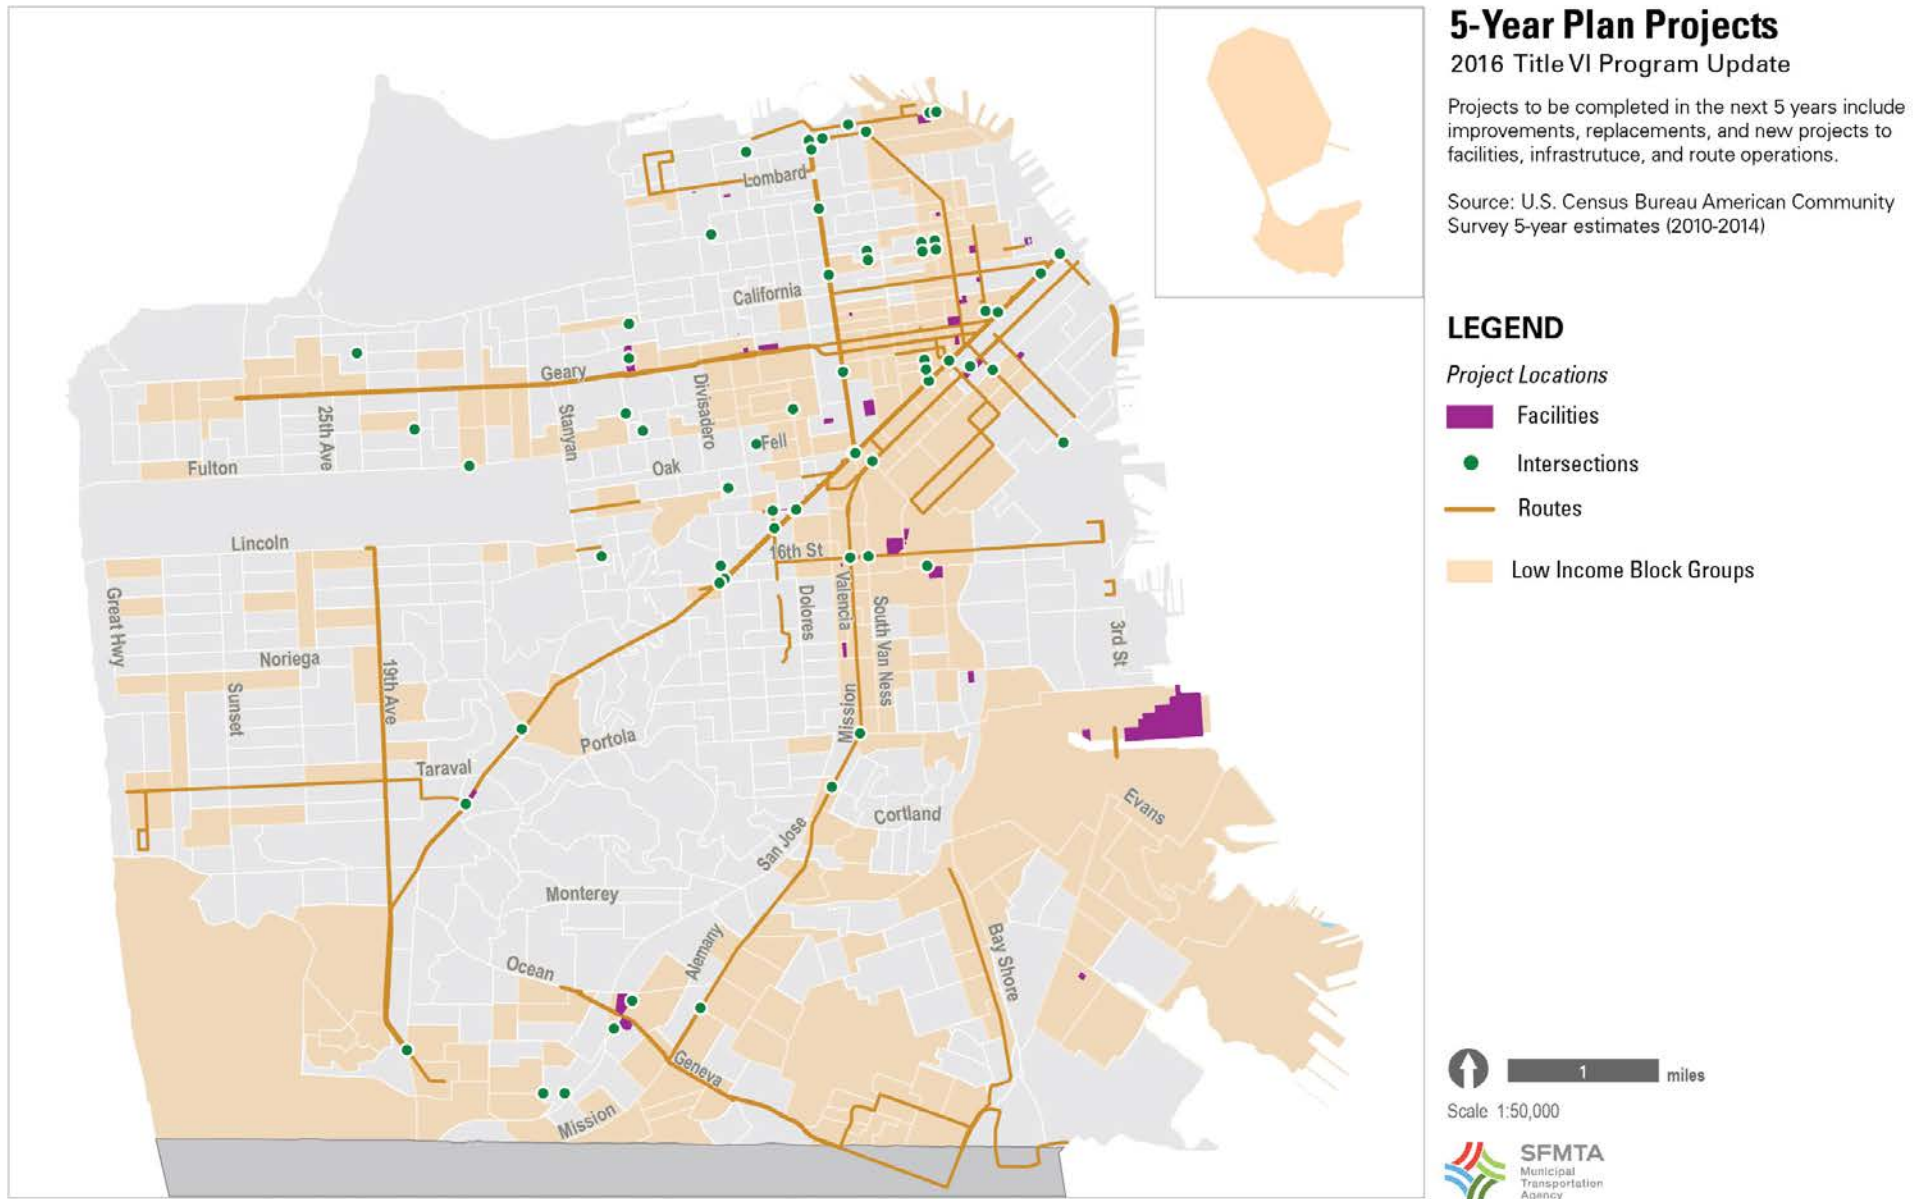 5-Year Plan Projects
2016 Title VI Program Update
Projects to be completed in the next 5 years include
improvements, replacements, and new projects to
facilities, infrastrutuce, and route operations.
Source: U.S. Census Bureau American Community
Survey 5-year estimates (2010-2014)
LEGEND
Project Locations
Facilities
Intersections
Routes
Low Income Block Groups
1 miles
Scale 1:50,000
SFMTA
Municipal
Transportation
Agency
Lombard
California
Geary
Divisadero
Stanyan
25th Ave
Fell
Oak
Fulton
Lincoln
16th St
Great Hwy
Dolores
Valencia
South Van Ness
3rd St
Noriega
19th Ave
Sunset
Mission
Portola
Taraval
Evans
Cortland
San Jose
Monterey
Bay Shore
Alemany
Ocean
Geneva
Mission